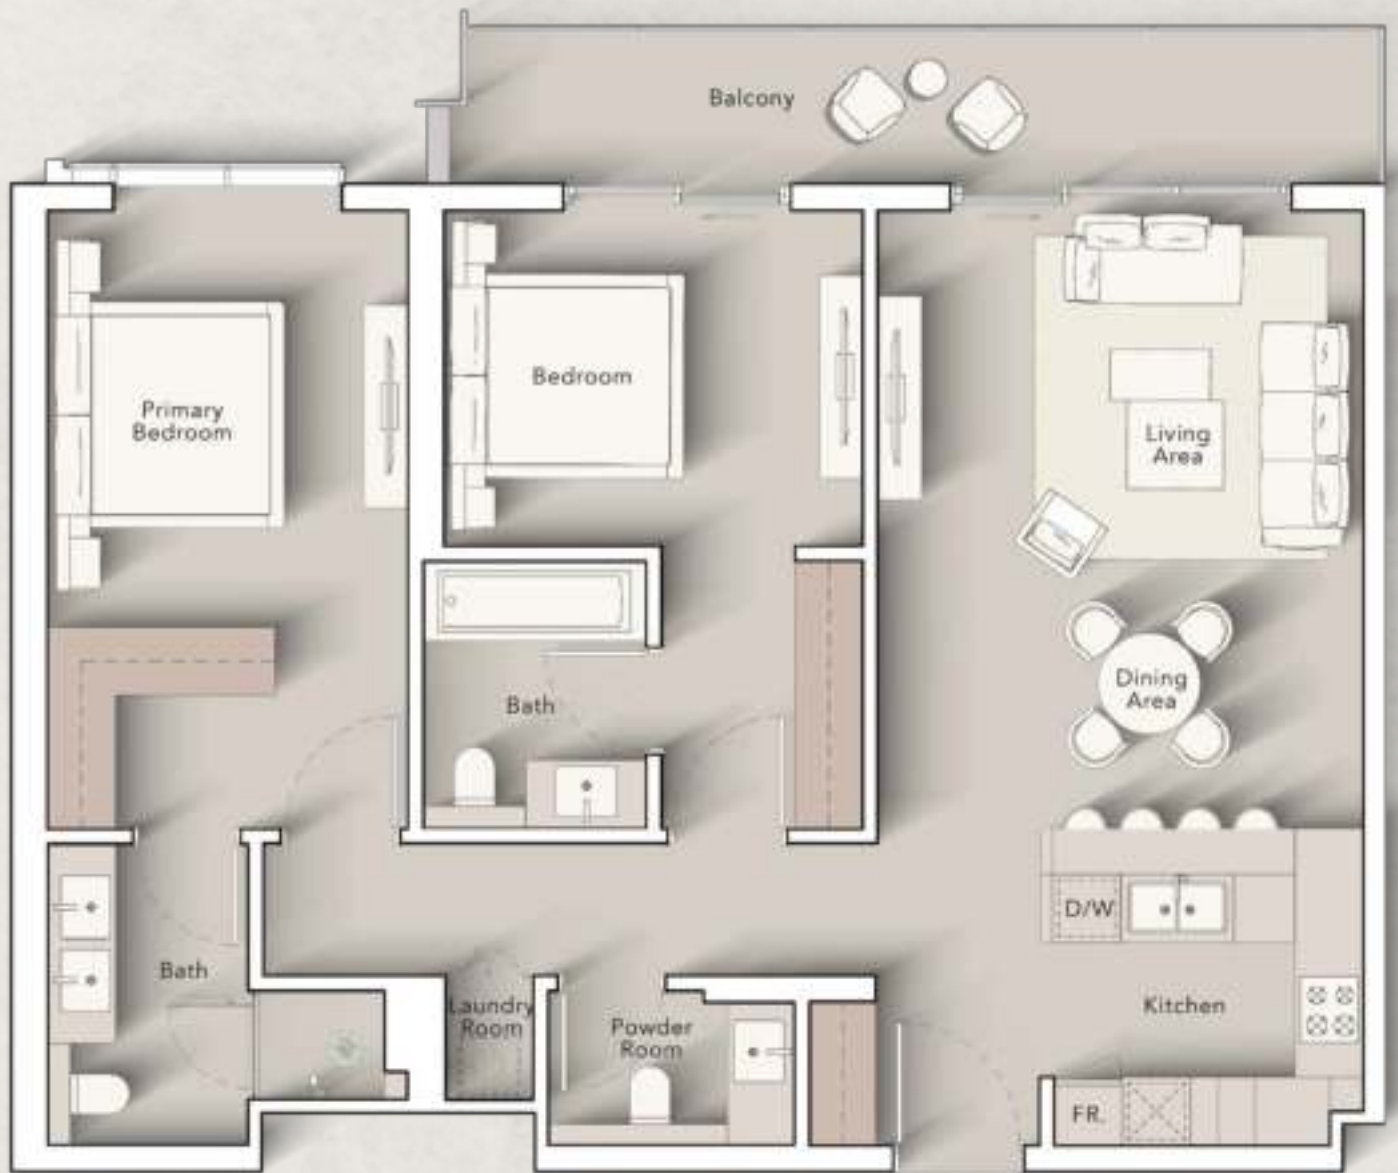 Balcony
Primary
Bedroom
Bedroom
Living
Area
Dining
Area
Bath
D/W
Bath
Laundry
Room
Powder
Room
Kitchen
FR.